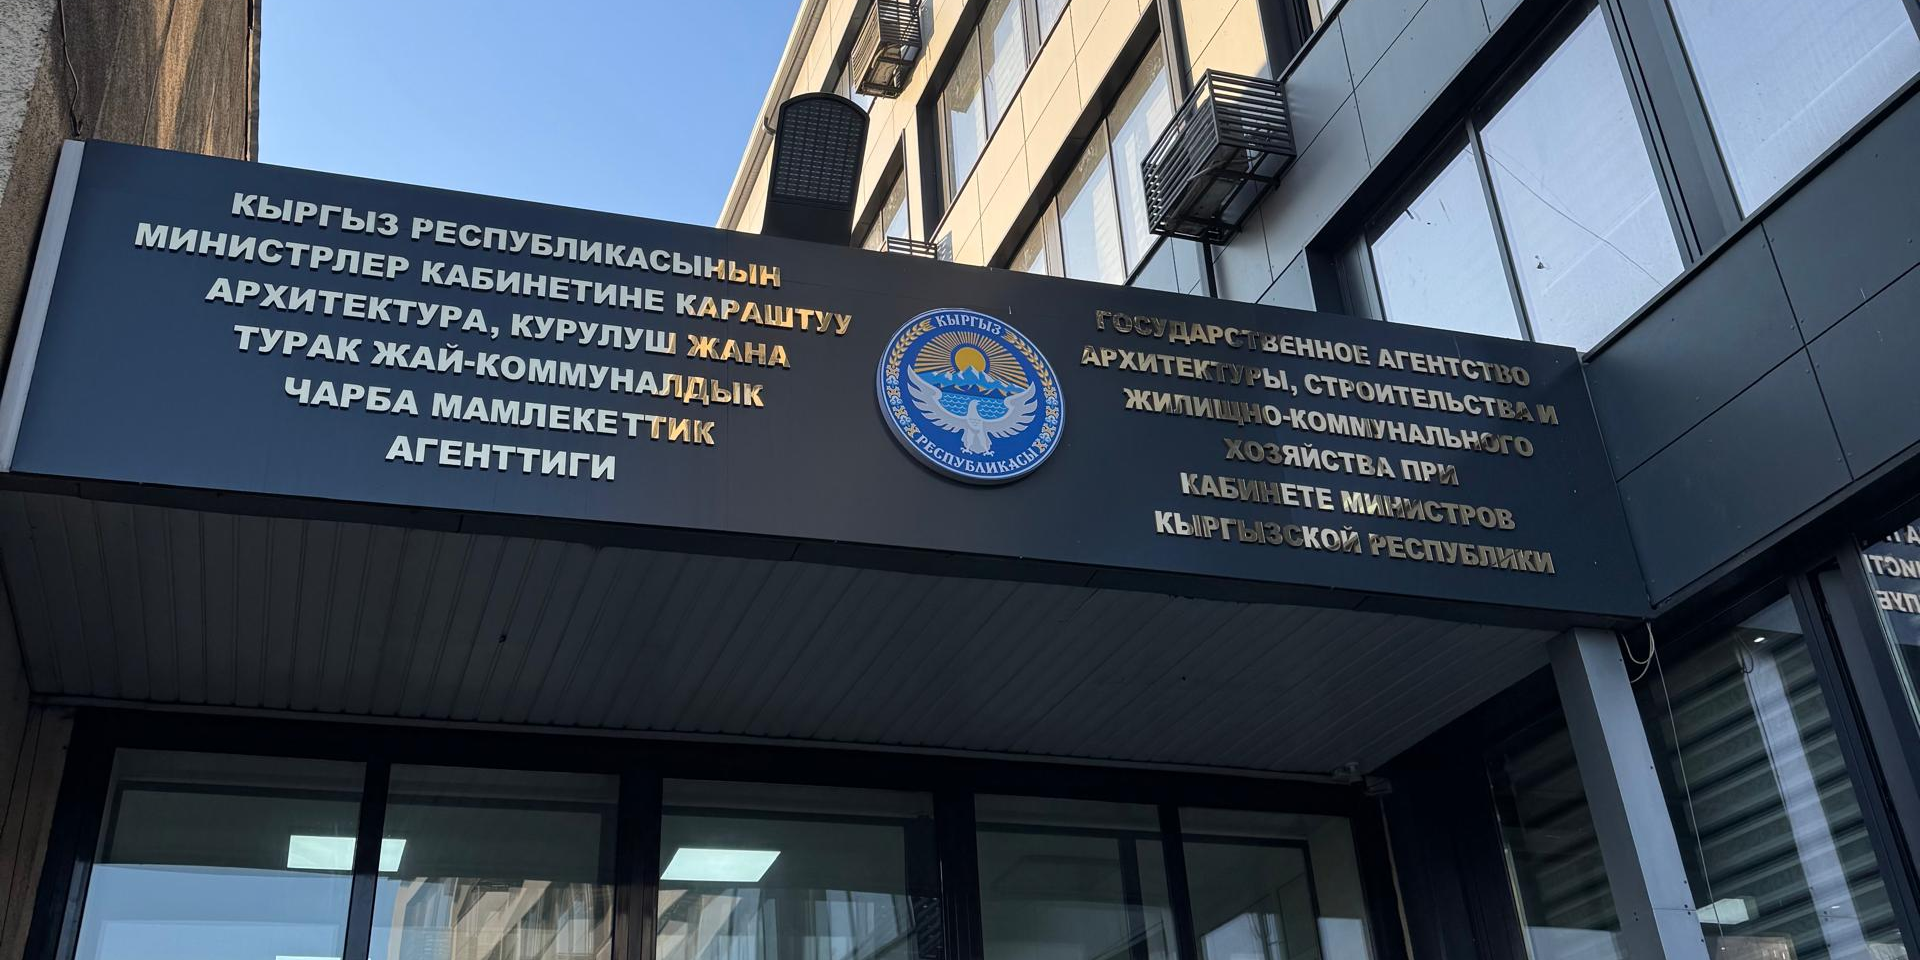 КЫРГЫЗ РЕСПУБЛИКАСЫНЫН
МИНИСТРЛЕР КАБИНЕТИНЕ КАРАШТУУ
АРХИТЕКТУРА, КУРУЛУШ ЖАНА
ТУРАК ЖАЙ-КОММУНАЛДЫК
ЧАРБА МАМЛЕКЕТТИК
АГЕНТТИГИ
КЫРГЫЗ
РЕСПУБЛИКАСЫ
ГОСУДАРСТВЕННОЕ АГЕНТСТВО
АРХИТЕКТУРЫ, СТРОИТЕЛЬСТВА И
ЖИЛИЩНО-КОММУНАЛЬНОГО
ХОЗЯЙСТВА ПРИ
КАБИНЕТЕ МИНИСТРОВ
КЫРГЫЗСКОЙ РЕСПУБЛИКИ